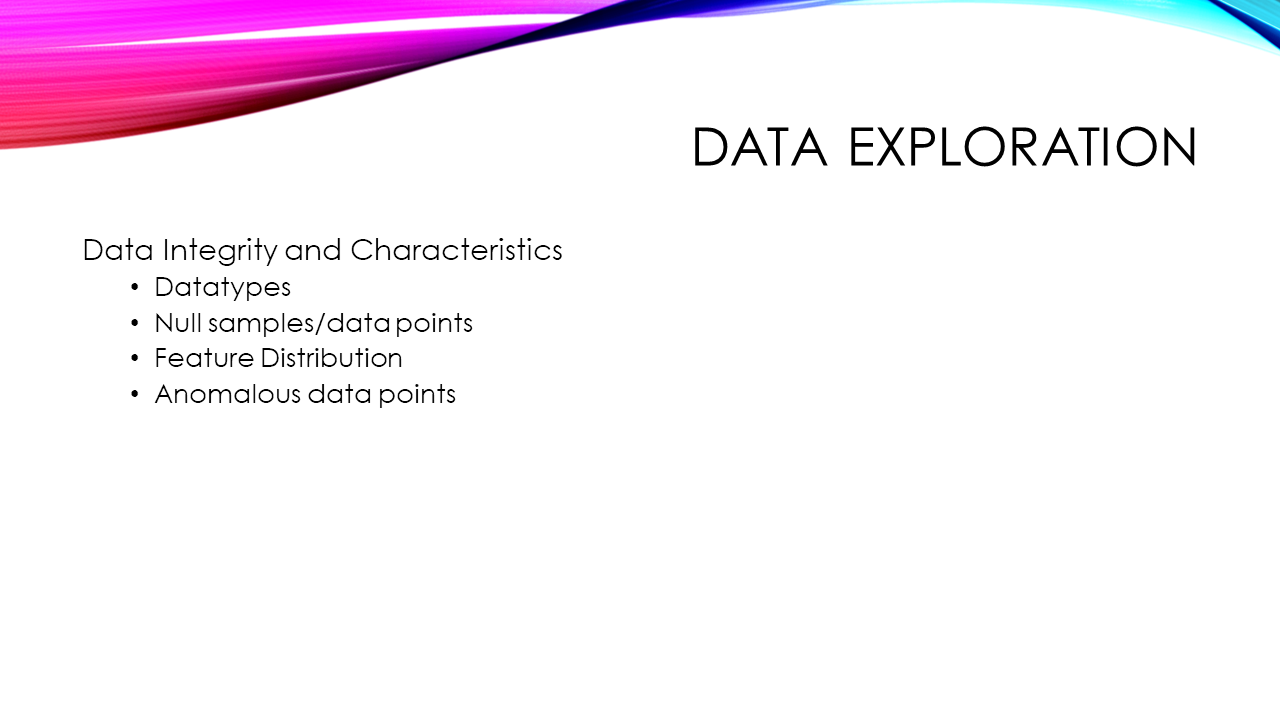 DATA EXPLORATION
Data Integrity and Characteristics
• Datatypes
• Null samples/data points
• Feature Distribution
• Anomalous data points